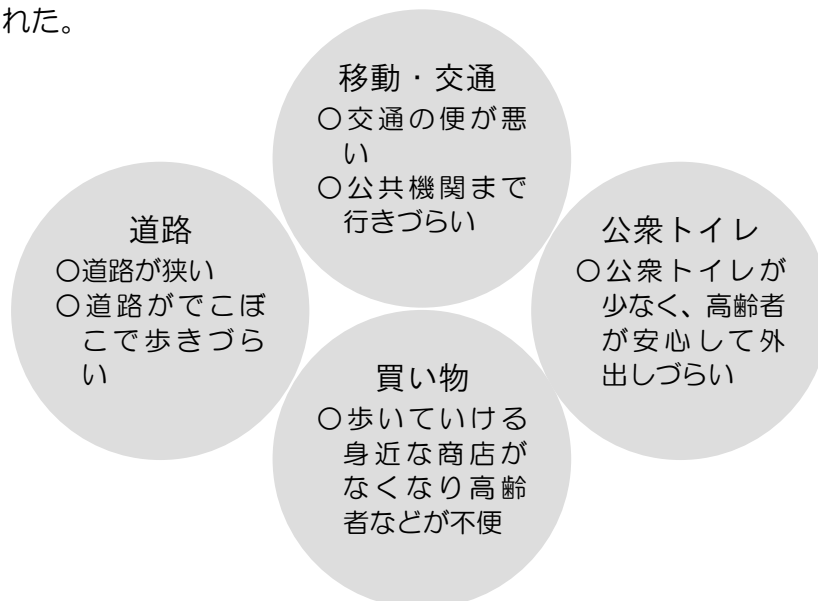 れた。
移動・交通
○交通の便が悪
い
○公共機関まで
行きづらい
道路
○道路が狭い
○道路がでこぼ
こで歩きづら
い
公衆トイレ
○公衆トイレが
少なく、高齢者
が安心して外
出しづらい
買い物
○歩いていける
身近な商店が
なくなり高齢
者などが不便